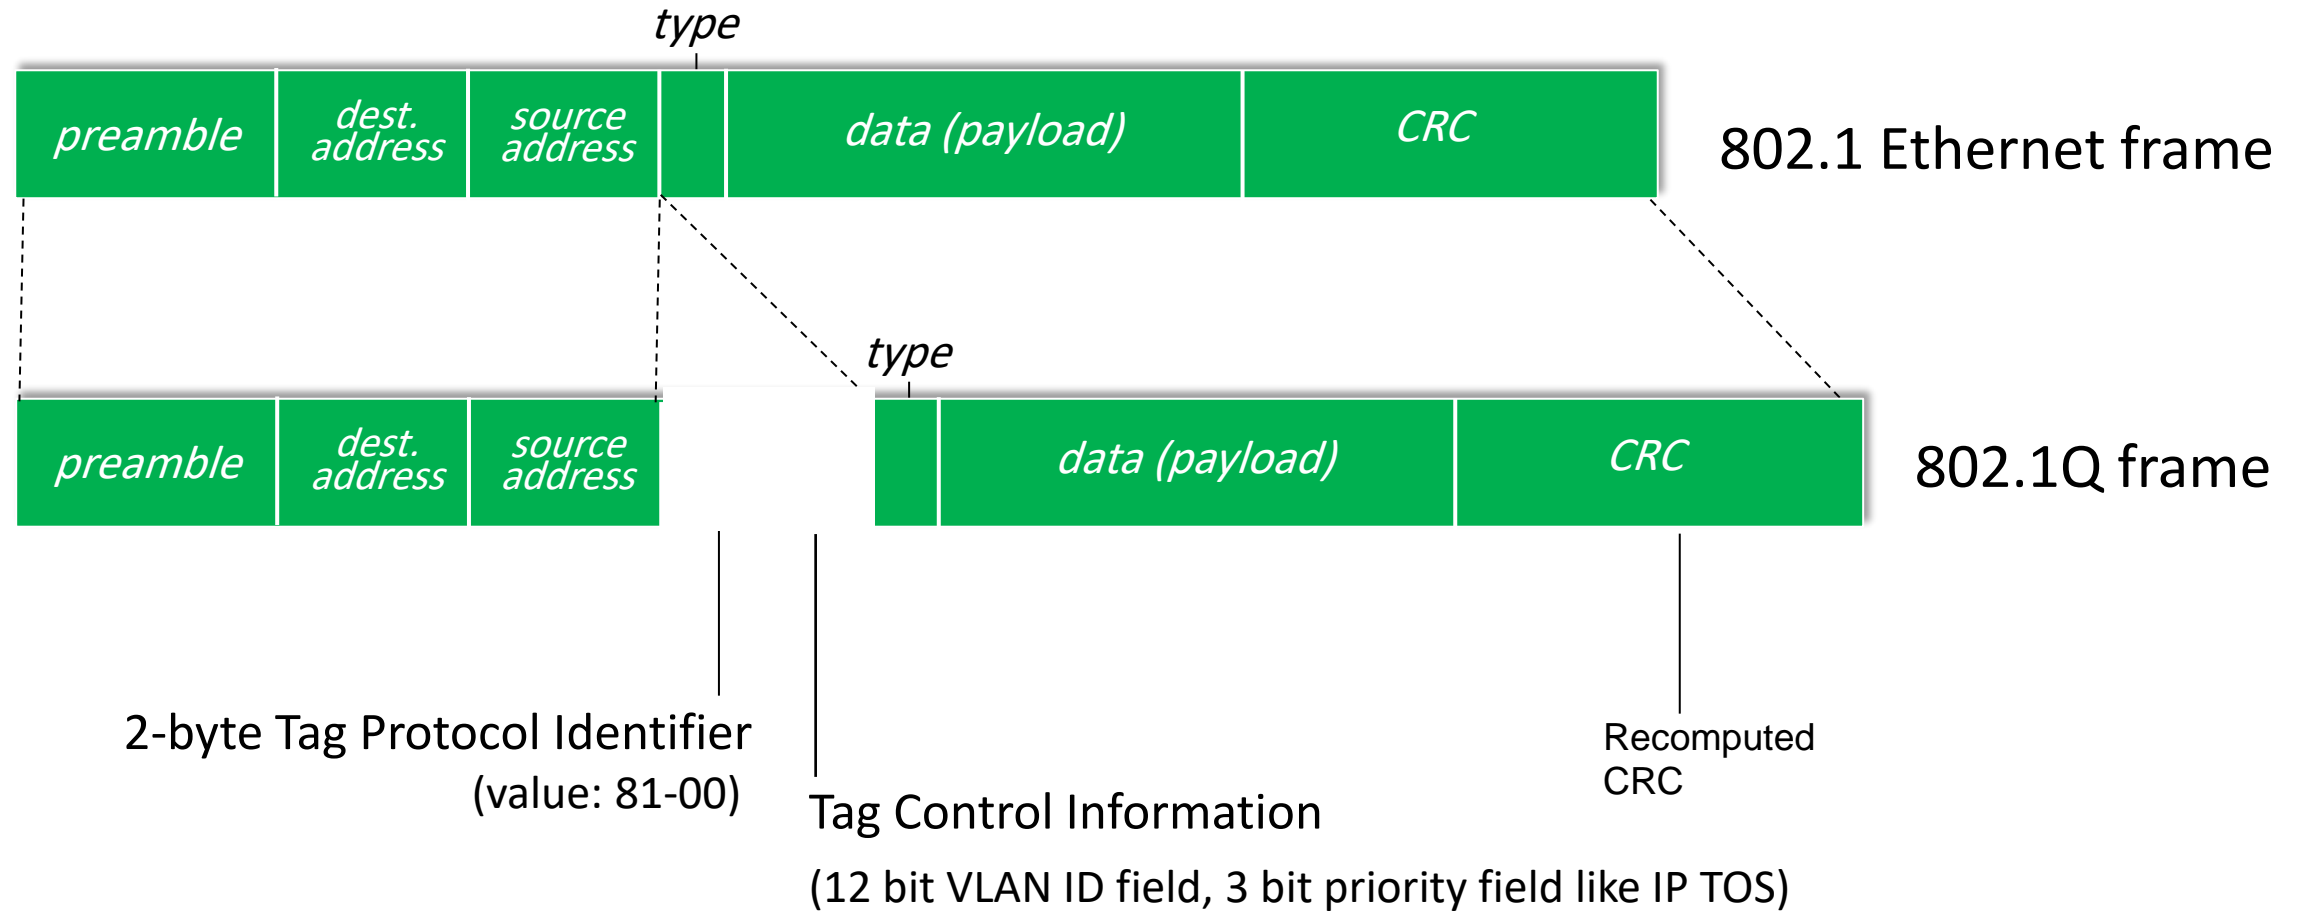 type
preamble
dest.
address
source
address
data (payload)
CRC
802.1 Ethernet frame
type
preamble
dest.
address
source
address
data (payload)
CRC
802.1Q frame
2-byte Tag Protocol Identifier
(value: 81-00)
Recomputed
CRC
Tag Control Information
(12 bit VLAN ID field, 3 bit priority field like IP TOS)